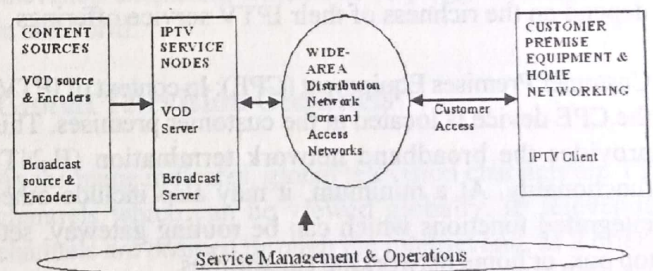 CONTENT
SOURCES
VOD source
& Encoders
Broadcast
source &
Encoders
IPTV
SERVICE
NODES
VOD
Server
Broadcast
Server
WIDE-
AREA
Distribution
Network
Core and
Access
Networks
Customer
Access
CUSTOMER
PREMISE
EQUIPMENT &
HOME
NETWORKING
IPTV Client
Service Management & Operations